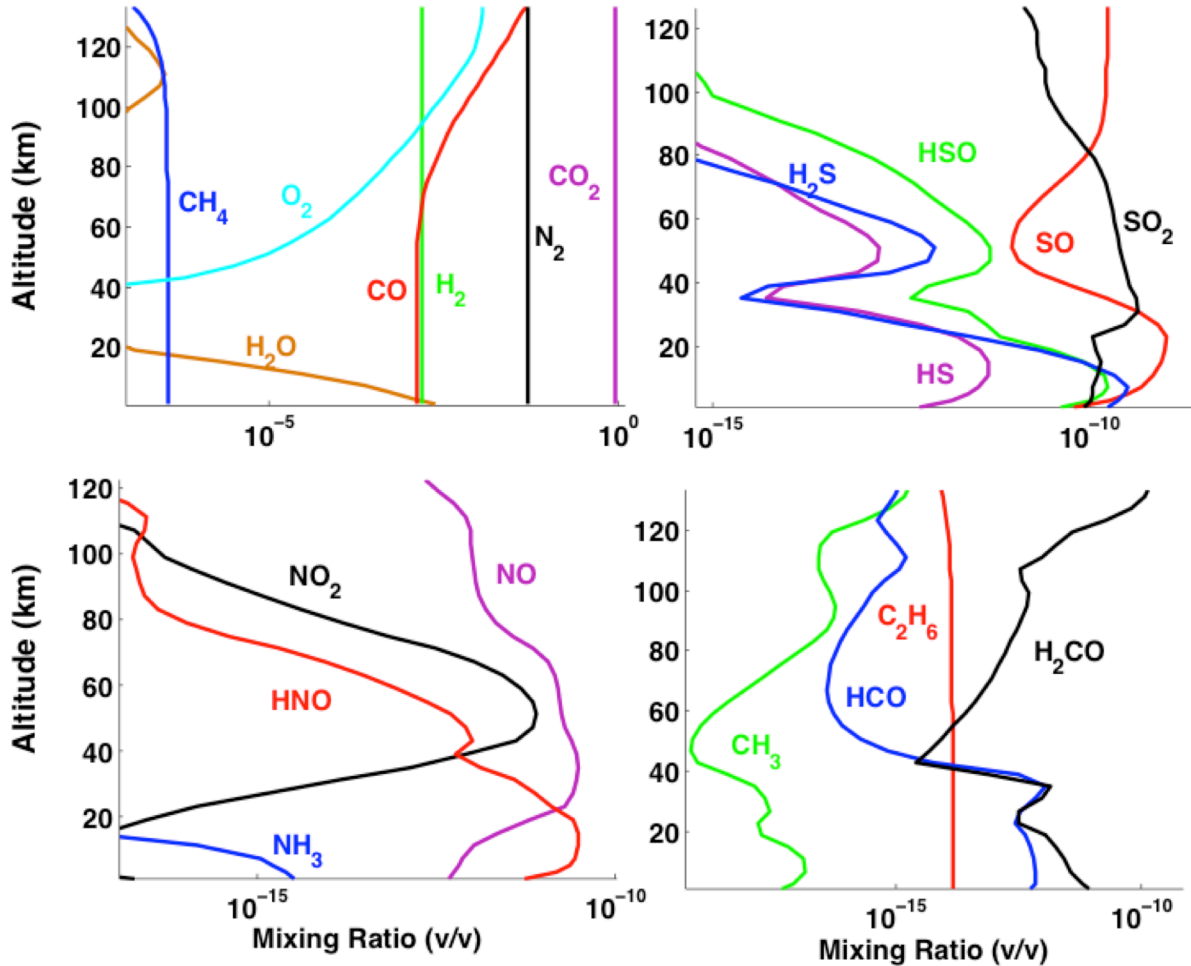 Altitude (km)
120
100
80
60
40
20
CH₄
O₂
H₂O
CO
H₂
N₂
CO₂
10⁻⁵
10⁰
120
100
80
60
40
20
H₂S
HSO
HS
SO
SO₂
10⁻¹⁵
10⁻¹⁰
Altitude (km)
120
100
80
60
40
20
NO₂
NO
HNO
NH₃
10⁻¹⁵
10⁻¹⁰
Mixing Ratio (v/v)
120
100
80
60
40
20
C₂H₆
H₂CO
HCO
CH₃
10⁻¹⁵
10⁻¹⁰
Mixing Ratio (v/v)